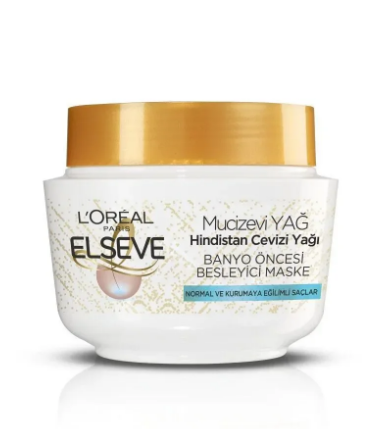 L'ORÉAL
PARIS
ELSEVE
Mucizevi YAĞ
Hindistan Cevizi Yağı
BANYO ÖNCESİ
BESLEYİCİ MASKE
NORMAL VE KURUMAYA EĞİLİMLİ SAÇLAR